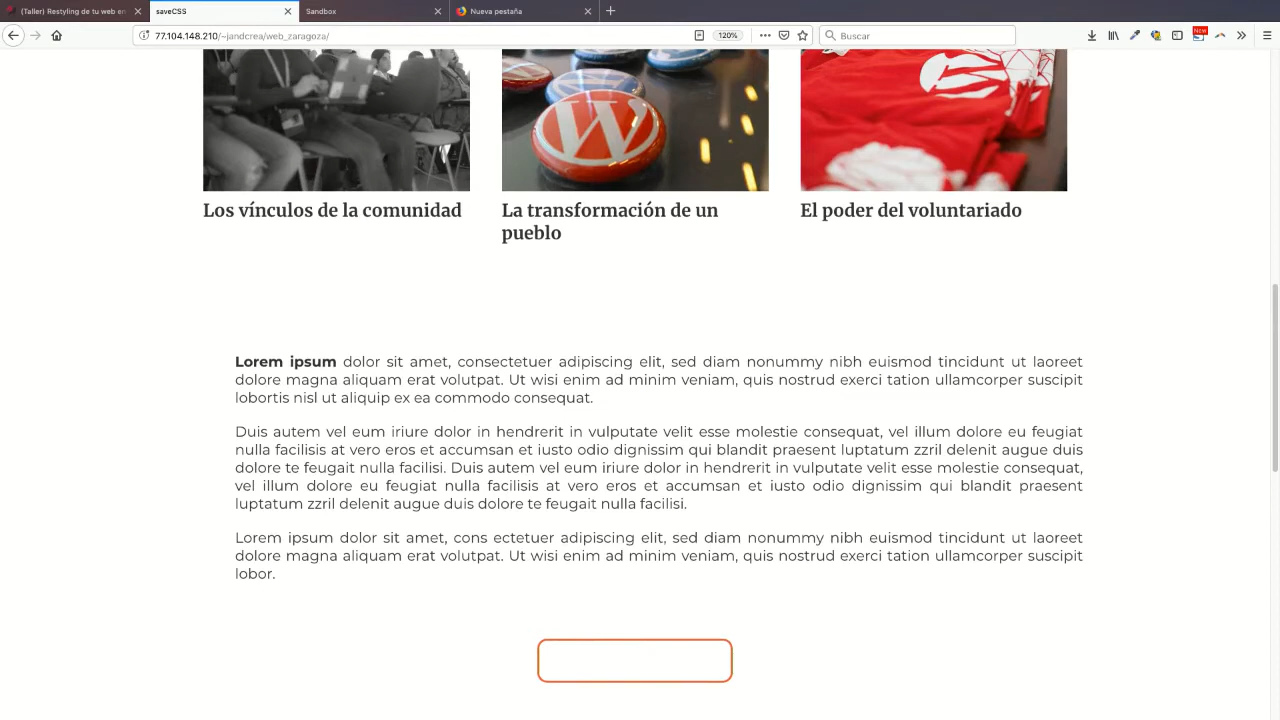 (Taller) Restyling de tu web en
saveCSS
Sandbox
Nueva pestaña
77.104.148.210/~jandcrea/web_zaragoza/
120%
Buscar
New
Los vínculos de la comunidad
La transformación de un
pueblo
El poder del voluntariado
Lorem ipsum dolor sit amet, consectetuer adipiscing elit, sed diam nonummy nibh euismod tincidunt ut laoreet
dolore magna aliquam erat volutpat. Ut wisi enim ad minim veniam, quis nostrud exerci tation ullamcorper suscipit
lobortis nisl ut aliquip ex ea commodo consequat.
Duis autem vel eum iriure dolor in hendrerit in vulputate velit esse molestie consequat, vel illum dolore eu feugiat
nulla facilisis at vero eros et accumsan et iusto odio dignissim qui blandit praesent luptatum zzril delenit augue duis
dolore te feugait nulla facilisi. Duis autem vel eum iriure dolor in hendrerit in vulputate velit esse molestie consequat,
vel illum dolore eu feugiat nulla facilisis at vero eros et accumsan et iusto odio dignissim qui blandit praesent
luptatum zzril delenit augue duis dolore te feugait nulla facilisi.
Lorem ipsum dolor sit amet, cons ectetuer adipiscing elit, sed diam nonummy nibh euismod tincidunt ut laoreet
dolore magna aliquam erat volutpat. Ut wisi enim ad minim veniam, quis nostrud exerci tation ullamcorper suscipit
lobor.